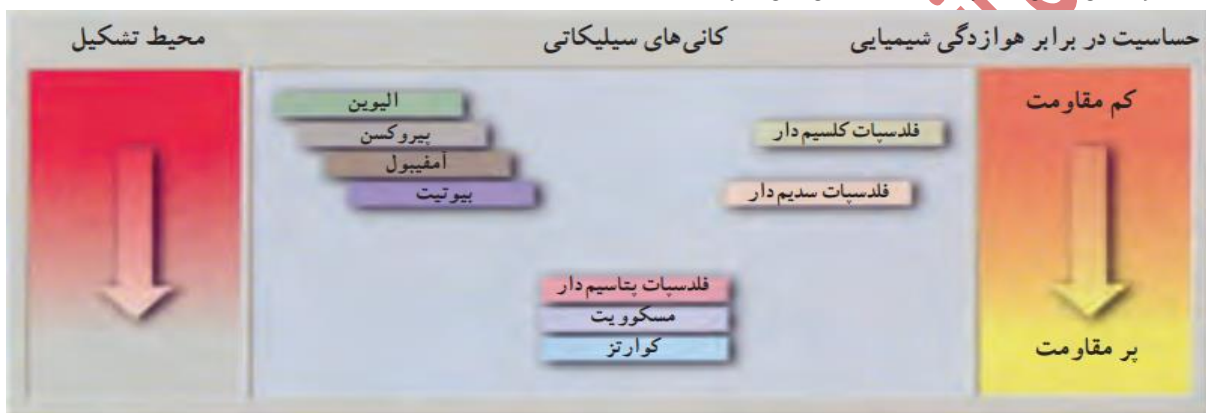 حساسیت در برابر هوازدگی شیمیایی
کانی‌های سیلیکاتی
محیط تشکیل
کم مقاومت
پر مقاومت
فلدسپات کلسیم‌دار
فلدسپات سدیم‌دار
الیوین
پیروکسن
آمفیبول
بیوتیت
فلدسپات پتاسیم‌دار
مسکوویت
کوارتز